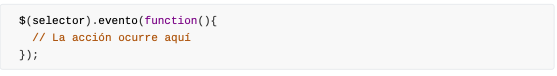 $(selector).evento(function(){
  // La acción ocurre aquí
});